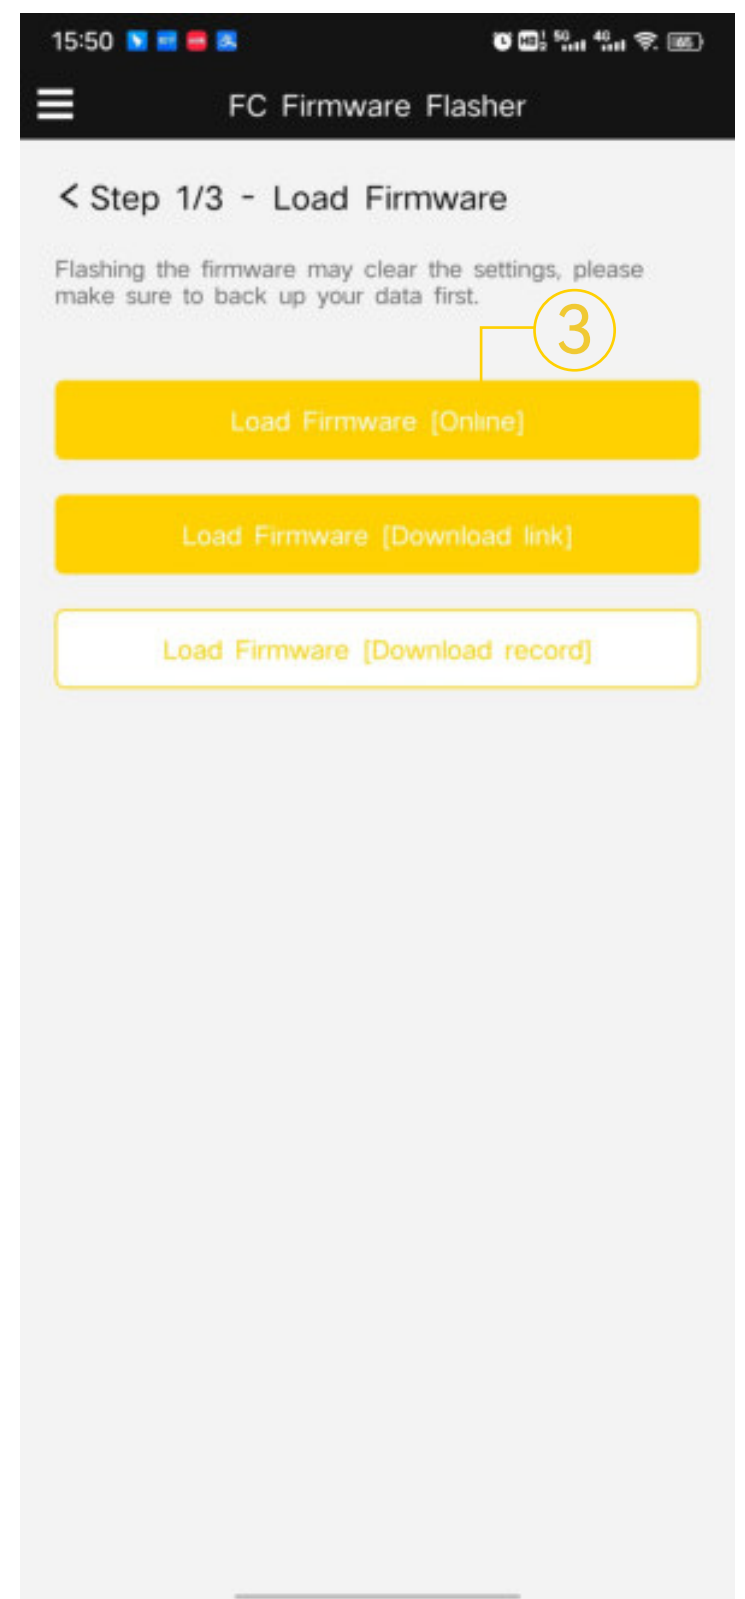 15:50
FC Firmware Flasher
< Step 1/3 - Load Firmware
Flashing the firmware may clear the settings, please
make sure to back up your data first.
3
Load Firmware [Online]
Load Firmware [Download link]
Load Firmware [Download record]